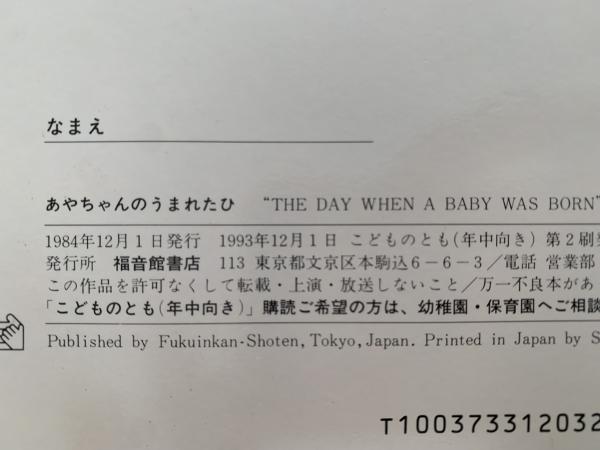 なまえ
あやちゃんのうまれたひ “THE DAY WHEN A BABY WAS BORN”
1984年12月1日発行 1993年12月1日 こどものとも(年中向き) 第2刷
発行所 福音館書店 113 東京都文京区本駒込6−6−3／電話 営業部
この作品を許可なくして転載・上演・放送しないこと／万一不良本があ
「こどものとも(年中向き)」購読ご希望の方は、幼稚園・保育園へご相談
Published by Fukuinkan-Shoten, Tokyo, Japan. Printed in Japan by S
T100373312032